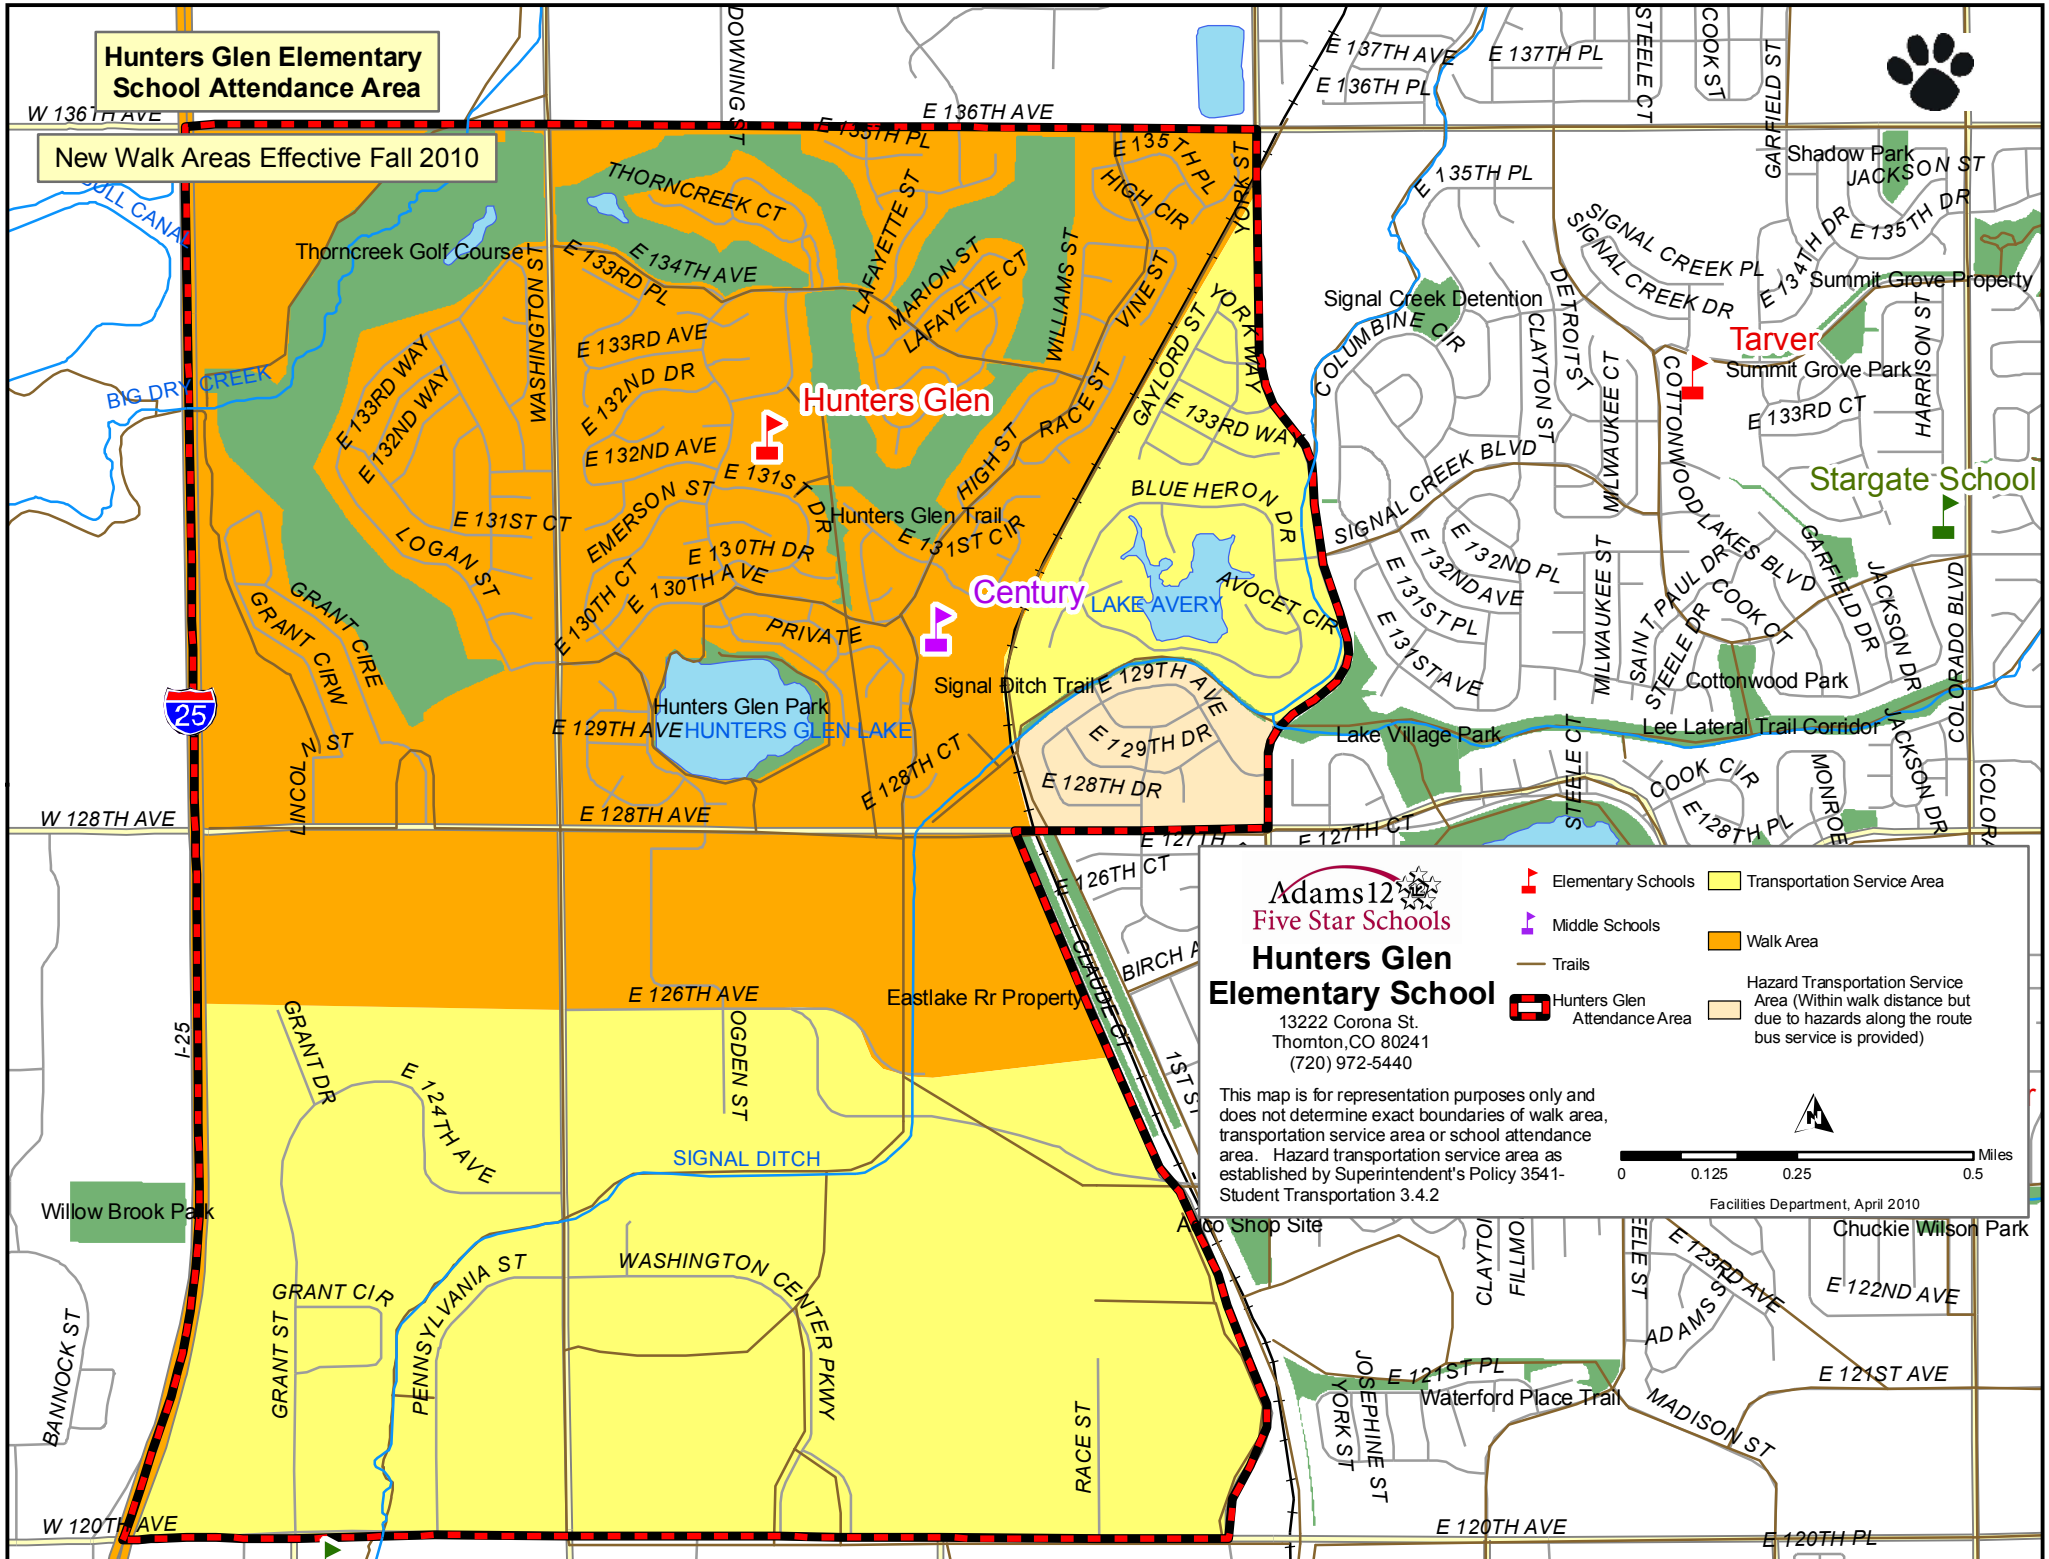 Hunters Glen Elementary
School Attendance Area
New Walk Areas Effective Fall 2010
W 136TH AVE
E 136TH AVE
DOWNING ST
E 135TH PL
E 135TH PL
HIGH CIR
YORK ST
E 137TH AVE
E 137TH PL
E 136TH PL
STEELE CT
COOK ST
GARFIELD ST
Shadow Park
JACKSON ST
E 135TH PL
E 135TH DR
E 134TH DR
SIGNAL CREEK PL
SIGNAL CREEK DR
Summit Grove Property
BULL CANAL
THORNCREEK CT
LAFAYETTE ST
Thorncreek Golf Course
WASHINGTON ST
E 133RD PL
E 134TH AVE
MARION ST
LAFAYETTE CT
WILLIAMS ST
VINE ST
GAYLORD ST
YORK WAY
Signal Creek Detention
COLUMBINE CIR
DETROIT ST
CLAYTON ST
MILWAUKEE CT
COTTONWOOD LAKES BLVD
Tarver
Summit Grove Park
HARRISON ST
E 133RD CT
BIG DRY CREEK
E 133RD WAY
E 132ND WAY
E 133RD AVE
E 132ND DR
E 132ND AVE
Hunters Glen
RACE ST
HIGH ST
E 133RD WAY
E 131ST DR
EMERSON ST
E 131ST CT
LOGAN ST
Hunters Glen Trail
E 131ST CIR
BLUE HERON DR
SIGNAL CREEK BLVD
Stargate School
E 130TH DR
E 130TH AVE
E 130TH CT
GRANT CIRE
GRANT CIRW
PRIVATE
Century
LAKE AVERY
AVOCET CIR
E 132ND PL
E 132ND AVE
E 131ST PL
E 131ST AVE
MILWAUKEE ST
SAINT PAUL DR
STEELE DR
COOK CT
GARFIELD DR
JACKSON DR
COLORADO BLVD
Cottonwood Park
25
Hunters Glen Park
HUNTERS GLEN LAKE
Signal Ditch Trail
E 129TH AVE
E 129TH AVE
E 129TH DR
E 128TH DR
E 128TH CT
Lake Village Park
Lee Lateral Trail Corridor
STEELE CT
COOK CIR
MONROE
JACKSON DR
E 128TH PL
LINCOLN ST
W 128TH AVE
E 128TH AVE
E 127TH
E 127TH CT
E 126TH CT
BIRCH A
CLAUDE CT
1ST ST
E 126TH AVE
Eastlake Rr Property
OGDEN ST
I-25
GRANT DR
E 124TH AVE
SIGNAL DITCH
Willow Brook Park
GRANT CIR
PENNSYLVANIA ST
WASHINGTON CENTER PKWY
GRANT ST
BANNOCK ST
RACE ST
W 120TH AVE
Adams 12
Five Star Schools
Hunters Glen
Elementary School
13222 Corona St.
Thornton,CO 80241
(720) 972-5440
This map is for representation purposes only and
does not determine exact boundaries of walk area,
transportation service area or school attendance
area. Hazard transportation service area as
established by Superintendent's Policy 3541-
Student Transportation 3.4.2
Elementary Schools
Middle Schools
Trails
Hunters Glen
Attendance Area
Transportation Service Area
Walk Area
Hazard Transportation Service
Area (Within walk distance but
due to hazards along the route
bus service is provided)
N
0 0.125 0.25 0.5 Miles
Facilities Department, April 2010
Shop Site
CLAYTO
FILLMO
E 123RD AVE
ADAMS S
Chuckie Wilson Park
E 122ND AVE
E 121ST PL
E 121ST AVE
Waterford Place Trail
MADISON ST
YORK ST
JOSEPHINE ST
E 120TH AVE
E 120TH PL